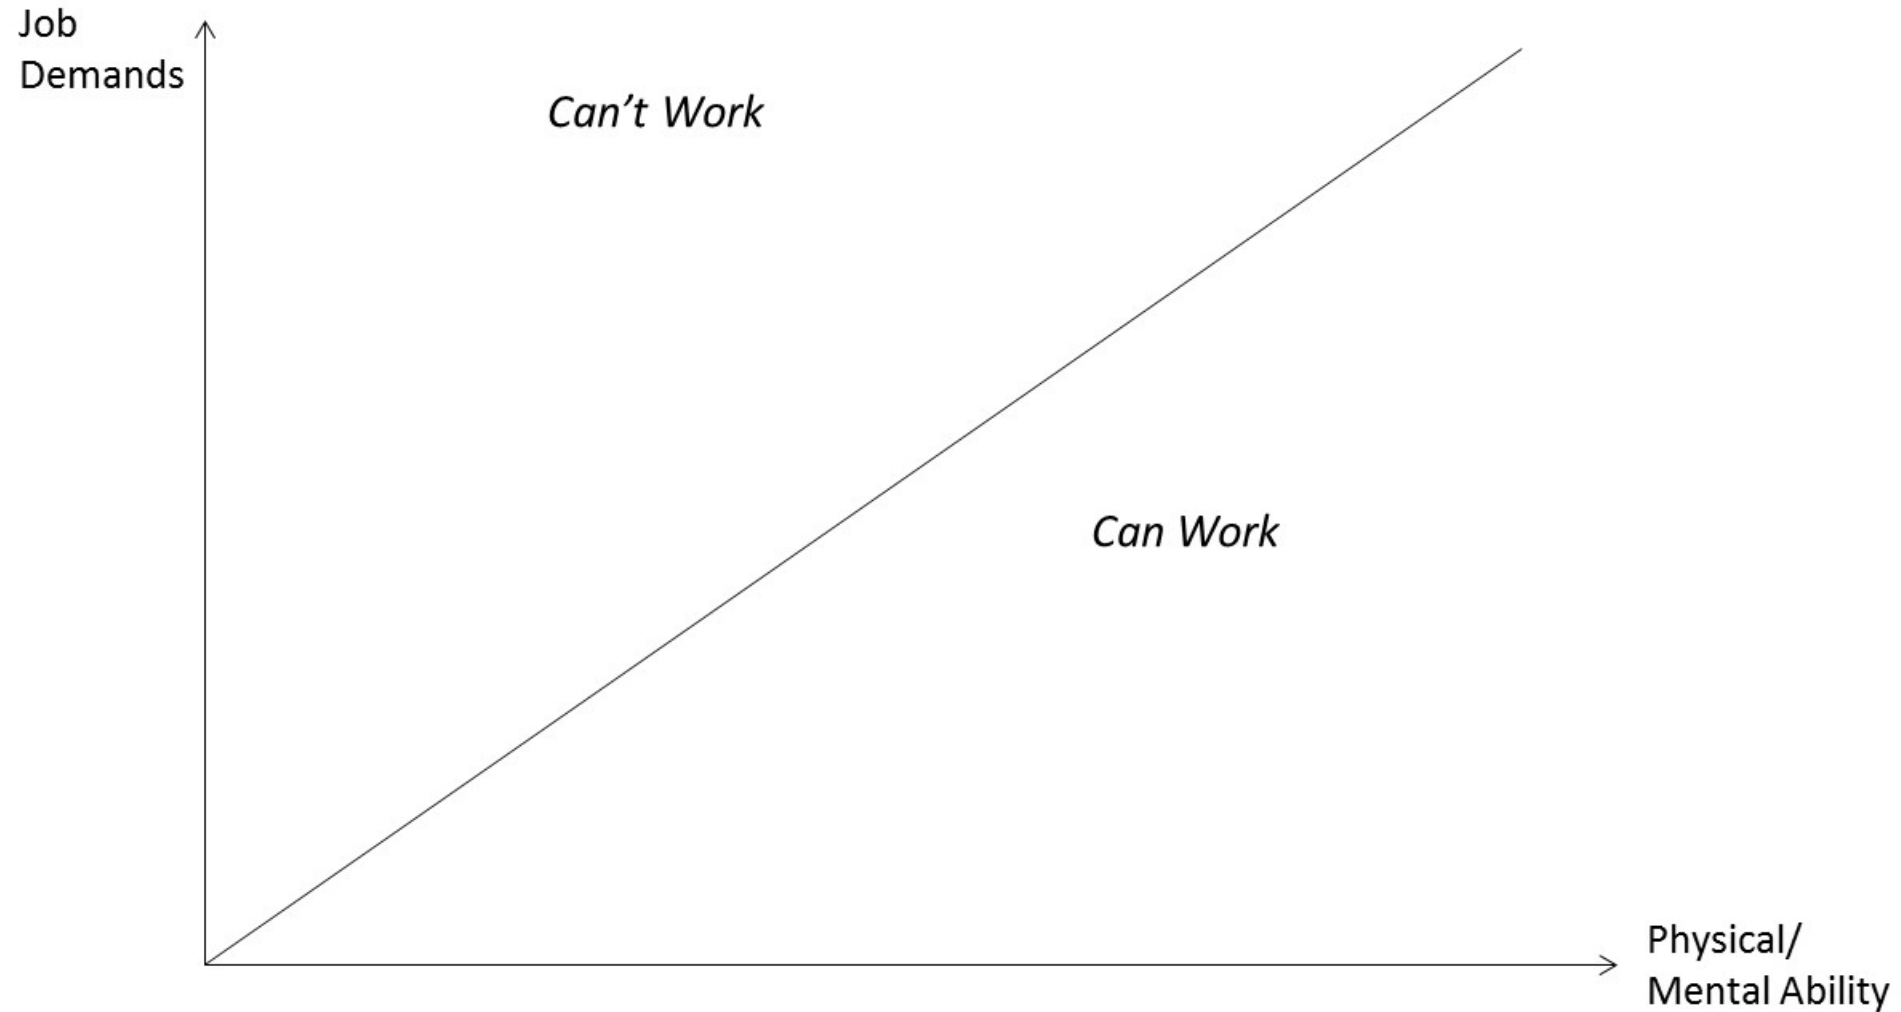 Job
Demands
Can’t Work
Can Work
Physical/
Mental Ability